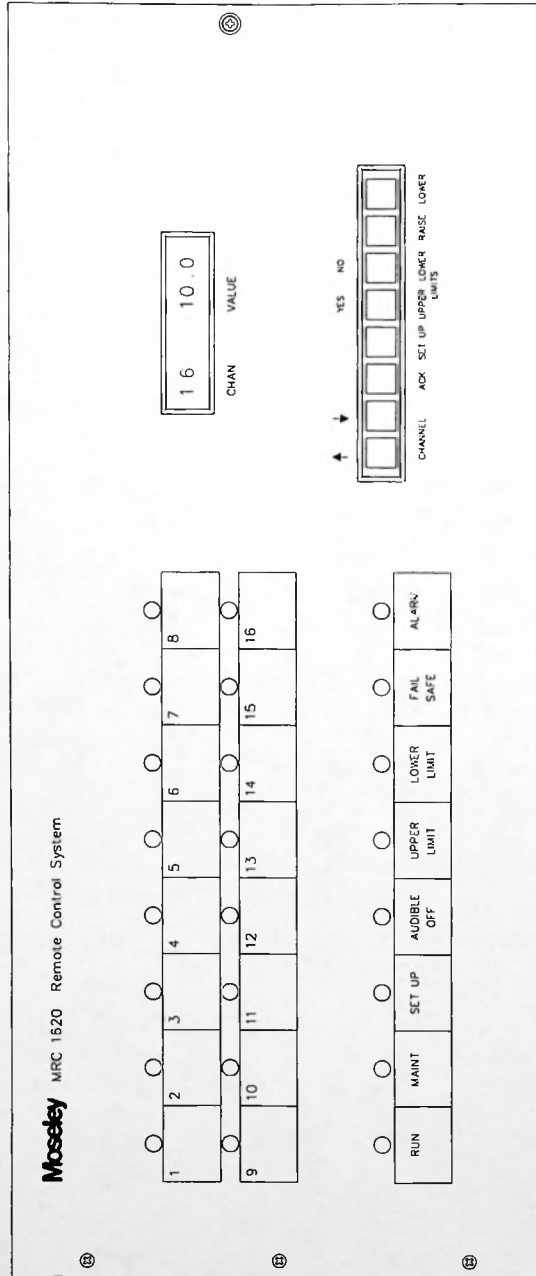 Moseley MRC 1620 Remote Control System
1 2 3 4 5 6 7 8
9 10 11 12 13 14 15 16
RUN MAINT SET UP AUDIBLE OFF UPPER LIMIT LOWER LIMIT FAIL SAFE ALARM
16 10.0
CHAN VALUE
YES NO
CHANNEL ACK SET UP UPPER LOWER RAISE LOWER
LIMITS